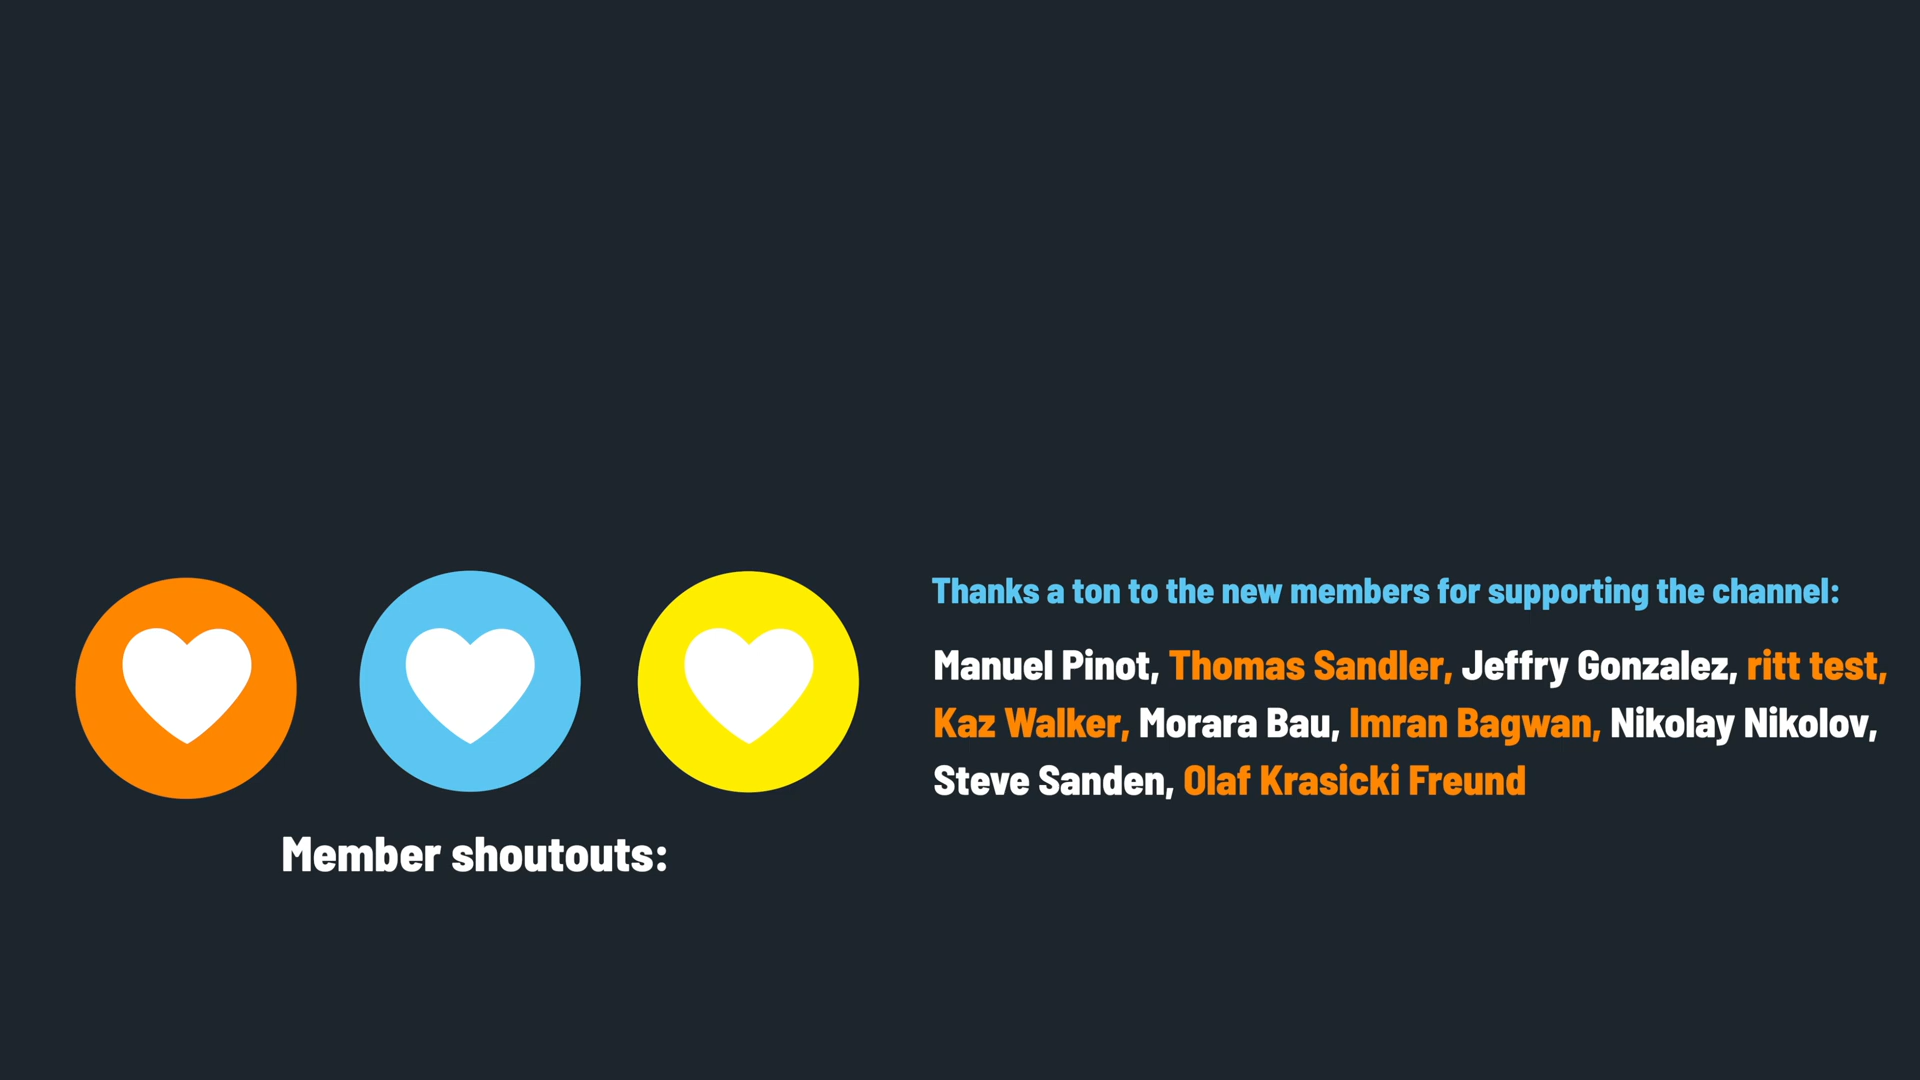 Thanks a ton to the new members for supporting the channel:
Manuel Pinot, Thomas Sandler, Jeffry Gonzalez, ritt test,
Kaz Walker, Morara Bau, Imran Bagwan, Nikolay Nikolov,
Steve Sanden, Olaf Krasicki Freund
Member shoutouts: